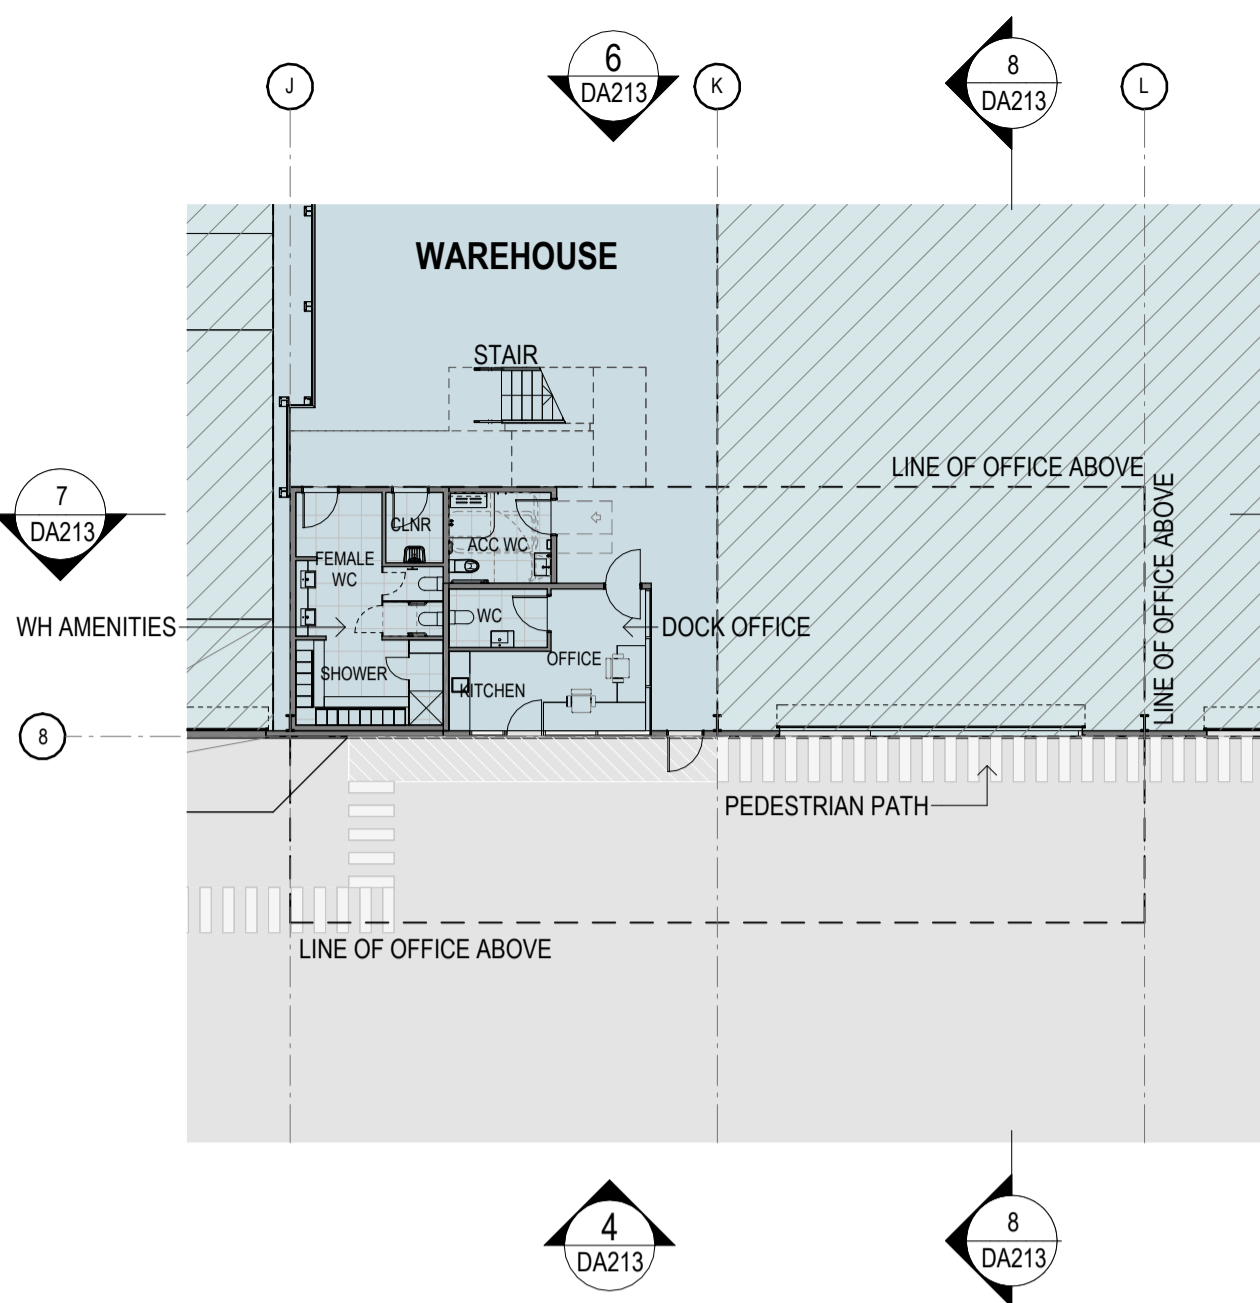 J
6
DA213
K
8
DA213
L
WAREHOUSE
STAIR
LINE OF OFFICE ABOVE
LINE OF OFFICE ABOVE
7
DA213
CLNR
ACC WC
FEMALE
WC
WC
WH AMENITIES
DOCK OFFICE
OFFICE
SHOWER
KITCHEN
8
PEDESTRIAN PATH
LINE OF OFFICE ABOVE
4
DA213
8
DA213